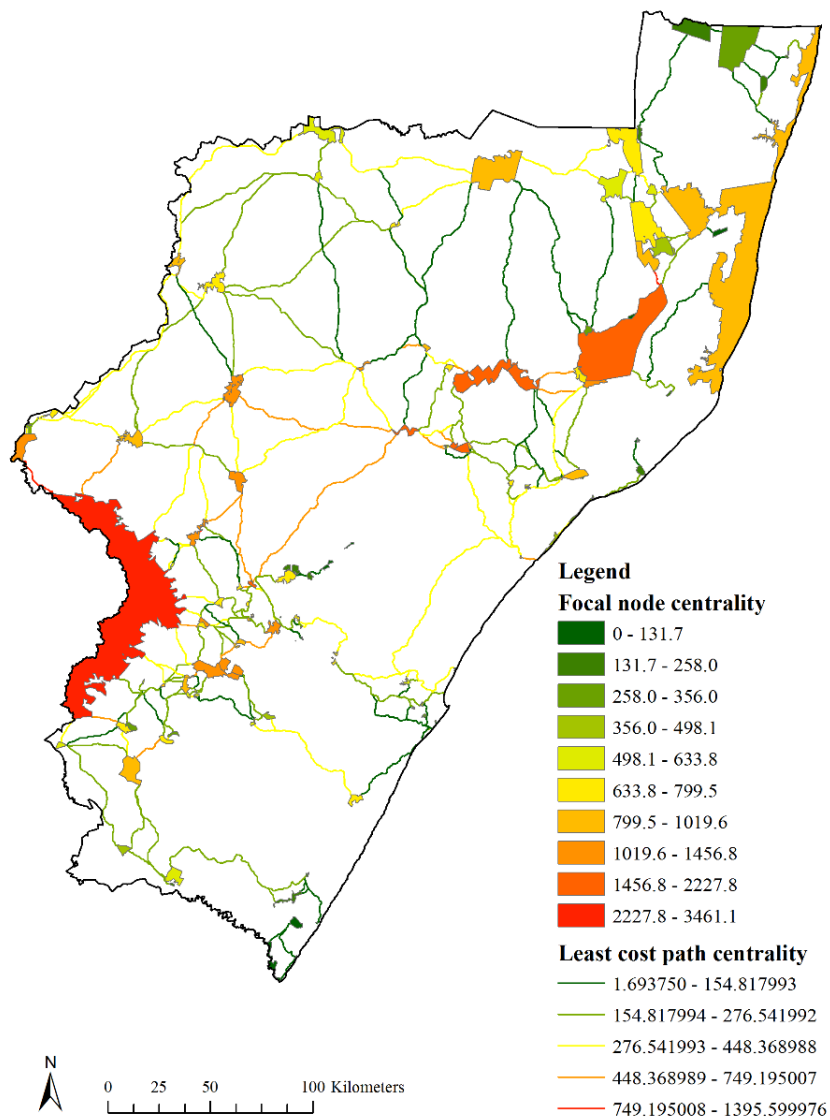 Legend
Focal node centrality
0 - 131.7
131.7 - 258.0
258.0 - 356.0
356.0 - 498.1
498.1 - 633.8
633.8 - 799.5
799.5 - 1019.6
1019.6 - 1456.8
1456.8 - 2227.8
2227.8 - 3461.1
Least cost path centrality
1.693750 - 154.817993
154.817994 - 276.541992
276.541993 - 448.368988
448.368989 - 749.195007
749.195008 - 1395.599976
N
0 25 50 100 Kilometers